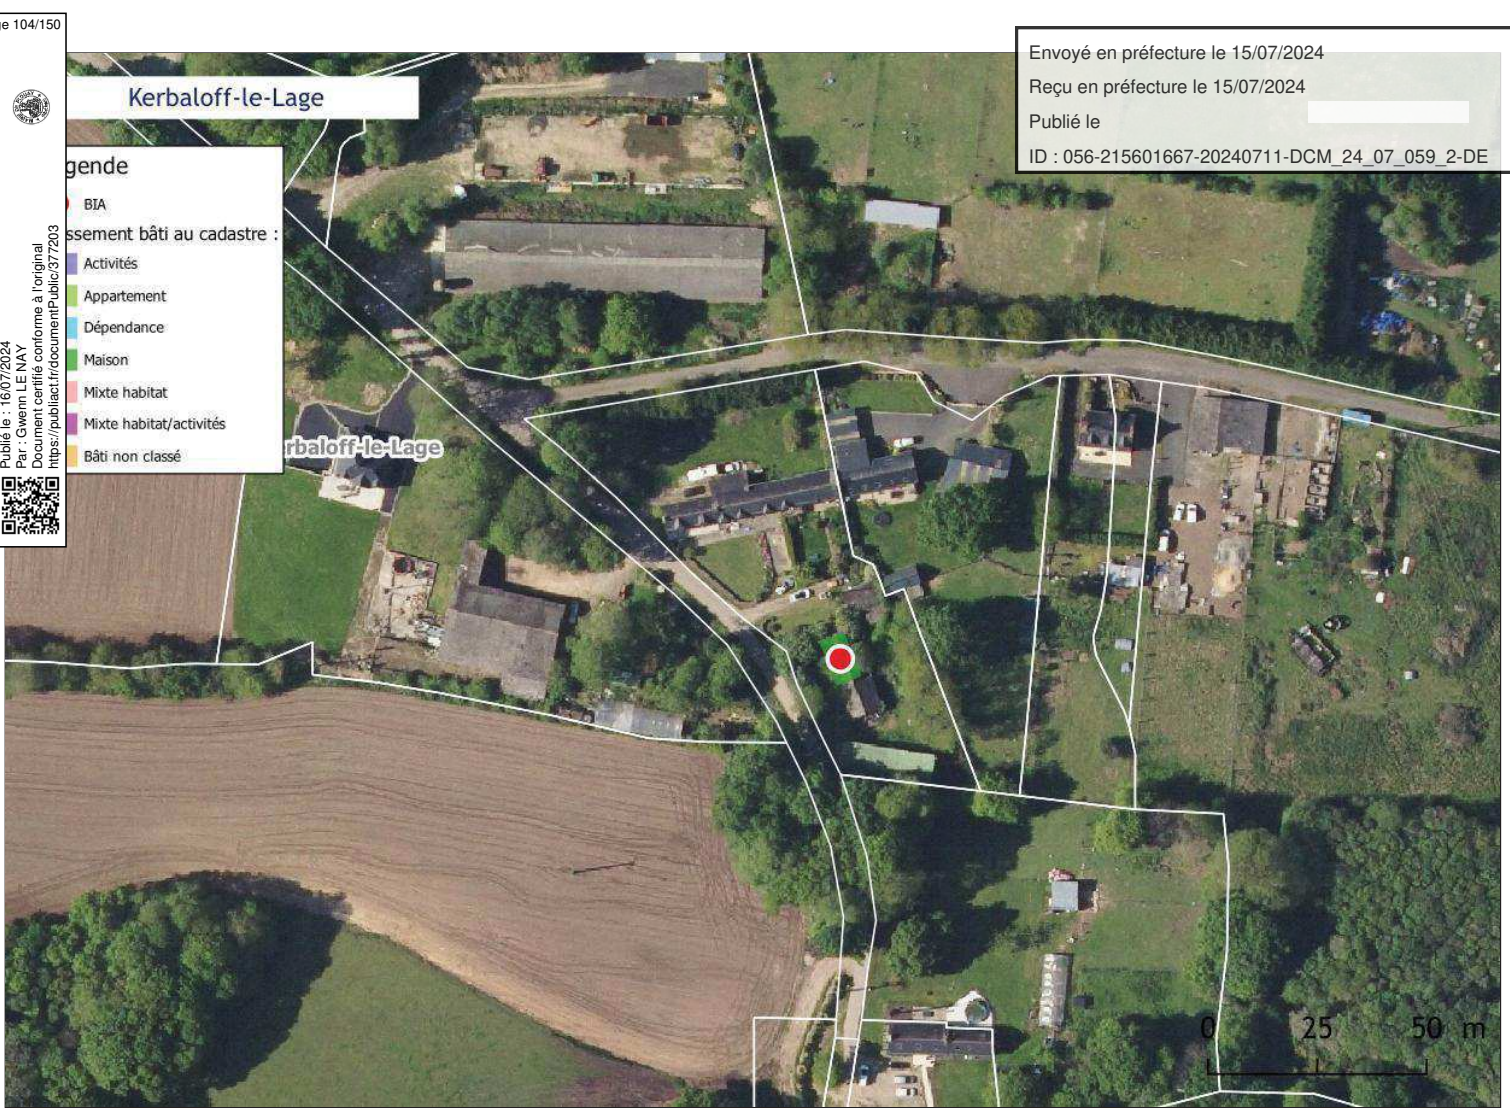 ge 104/150
Envoyé en préfecture le 15/07/2024
Reçu en préfecture le 15/07/2024
Publié le
ID : 056-215601667-20240711-DCM_24_07_059_2-DE
Kerbaloff-le-Lage
gende
BIA
ssement bâti au cadastre :
Activités
Appartement
Dépendance
Maison
Mixte habitat
Mixte habitat/activités
Bâti non classé
Publié le : 16/07/2024
Par : Gwenn LE NAY
Document certifié conforme à l'original
https://publiact.fr/documentPublic/377203
rbaloff-le-Lage
0 25 50 m